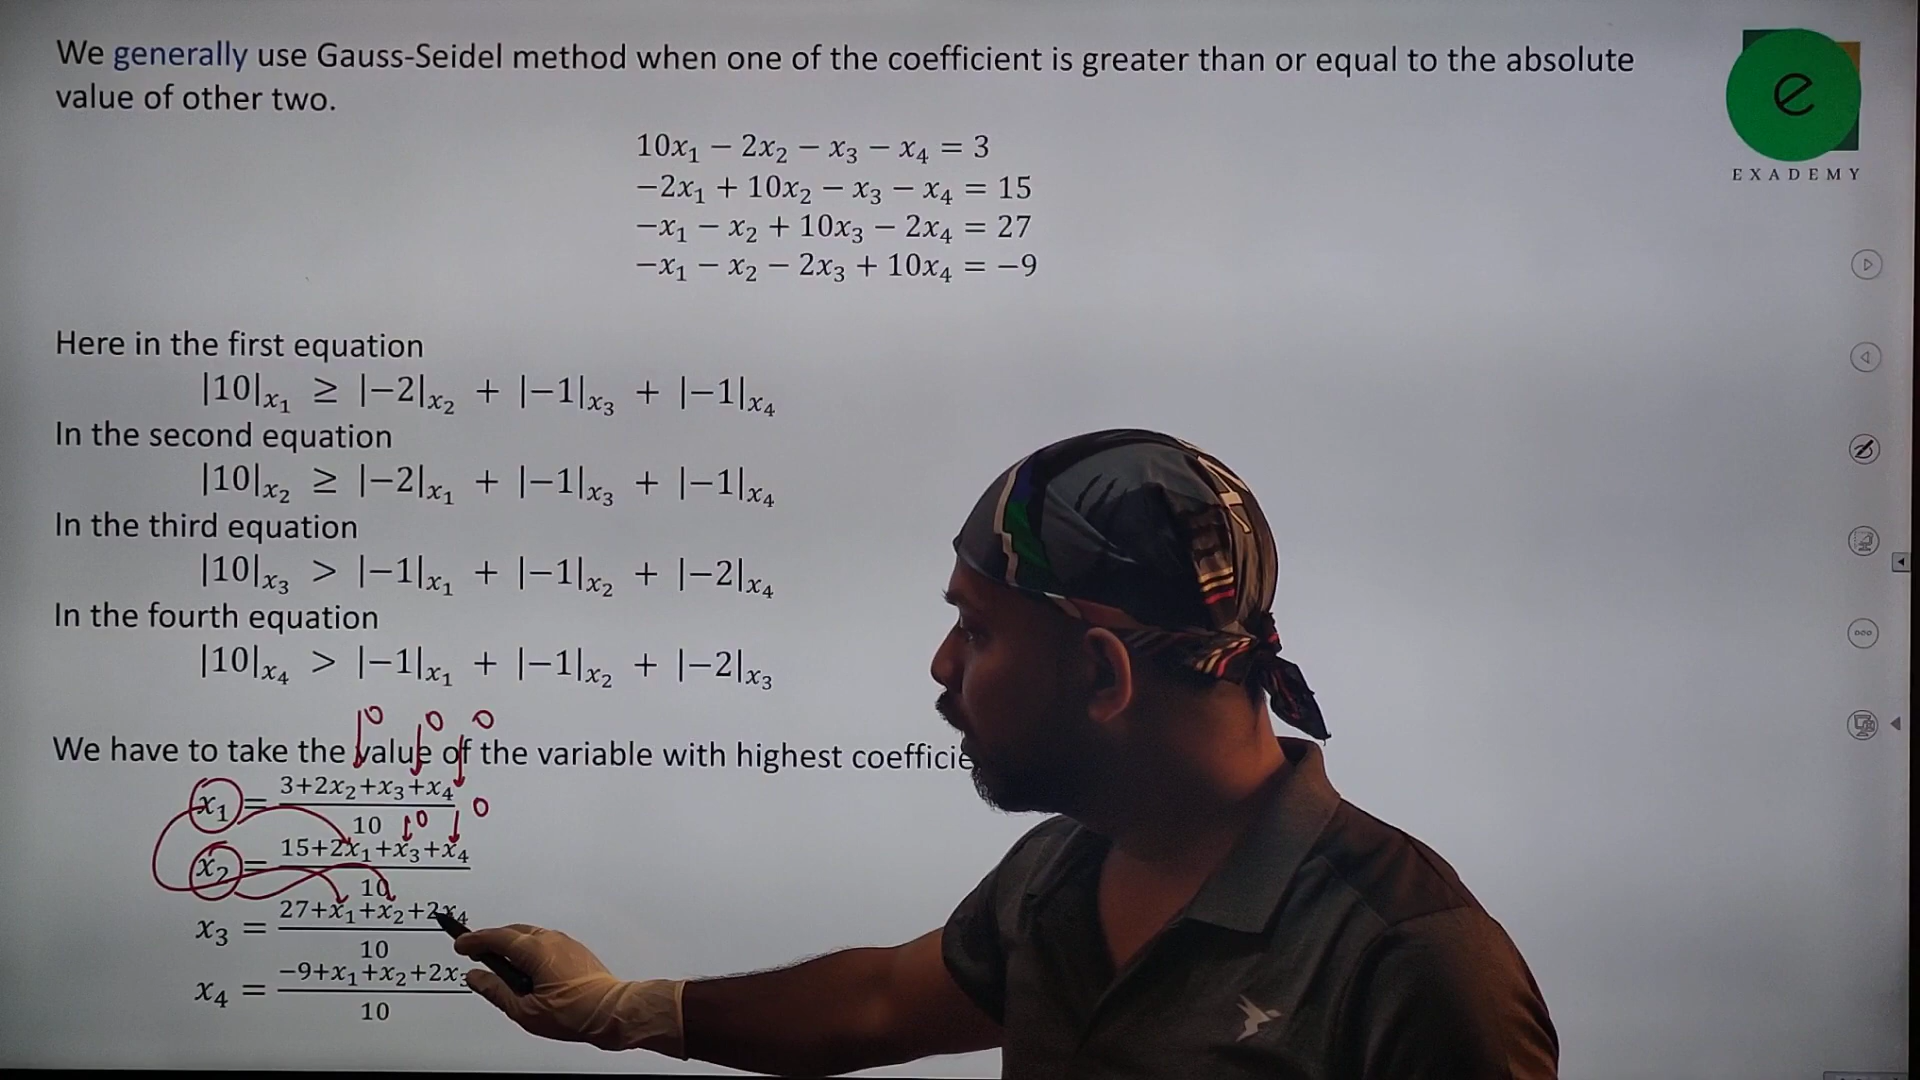 We generally use Gauss-Seidel method when one of the coefficient is greater than or equal to the absolute
value of other two.
e
EXADEMY
10x₁ − 2x₂ − x₃ − x₄ = 3
−2x₁ + 10x₂ − x₃ − x₄ = 15
−x₁ − x₂ + 10x₃ − 2x₄ = 27
−x₁ − x₂ − 2x₃ + 10x₄ = −9
Here in the first equation
|10|x₁ ≥ |−2|x₂ + |−1|x₃ + |−1|x₄
In the second equation
|10|x₂ ≥ |−2|x₁ + |−1|x₃ + |−1|x₄
In the third equation
|10|x₃ > |−1|x₁ + |−1|x₂ + |−2|x₄
In the fourth equation
|10|x₄ > |−1|x₁ + |−1|x₂ + |−2|x₃
0 0 0
We have to take the value of the variable with highest
x₁ = 3+2x₂+x₃+x₄
10
0 0
x₂ = 15+2x₁+x₃+x₄
10
x₃ = 27+x₁+x₂+2x₄
10
x₄ = −9+x₁+x₂+2x₃
10